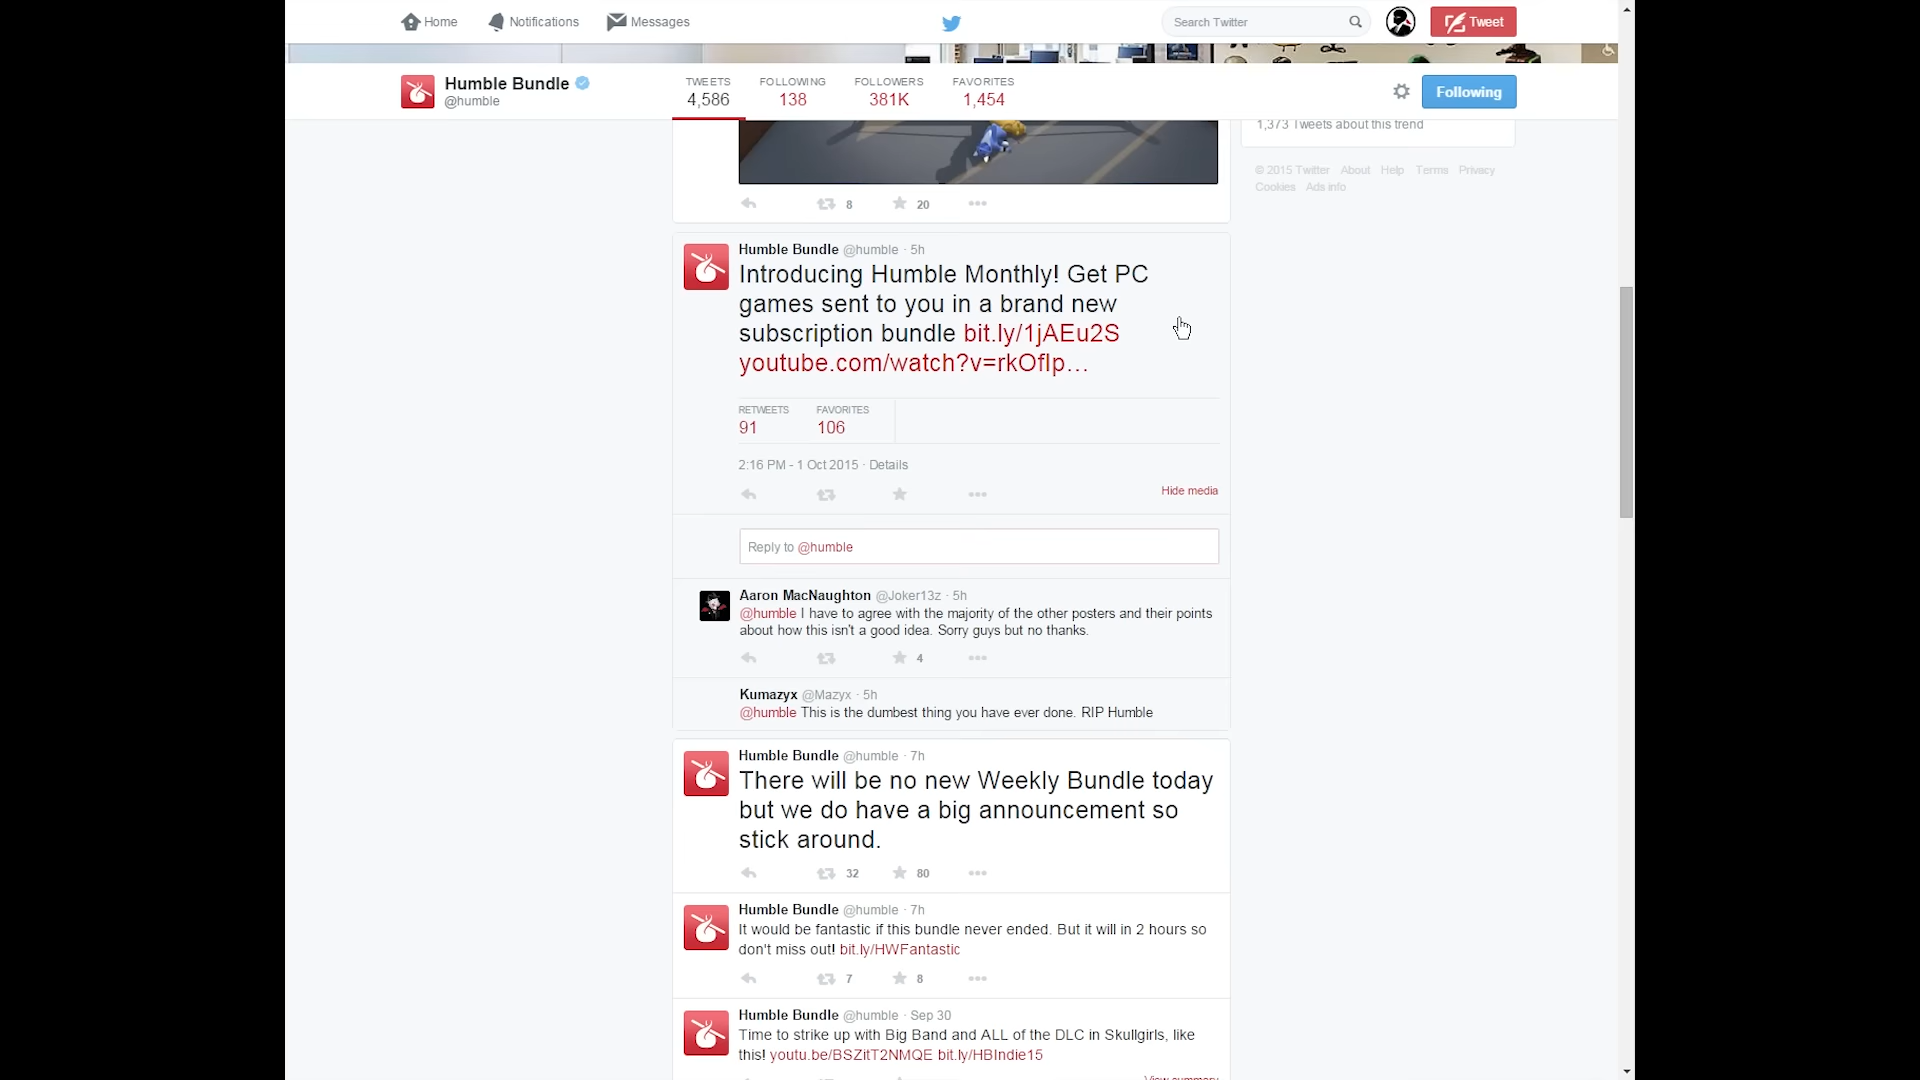 Home Notifications Messages Search Twitter Tweet
Humble Bundle
@humble
TWEETS FOLLOWING FOLLOWERS FAVORITES
4,586 138 381K 1,454
Following
1,373 Tweets about this trend
© 2015 Twitter About Help Terms Privacy
Cookies Ads info
8 20
Humble Bundle @humble · 5h
Introducing Humble Monthly! Get PC
games sent to you in a brand new
subscription bundle bit.ly/1jAEu2S
youtube.com/watch?v=rkOflp…
RETWEETS FAVORITES
91 106
2:16 PM - 1 Oct 2015 · Details
Hide media
Reply to @humble
Aaron MacNaughton @Joker13z · 5h
@humble I have to agree with the majority of the other posters and their points
about how this isn't a good idea. Sorry guys but no thanks.
4
Kumazyx @Mazyx · 5h
@humble This is the dumbest thing you have ever done. RIP Humble
Humble Bundle @humble · 7h
There will be no new Weekly Bundle today
but we do have a big announcement so
stick around.
32 80
Humble Bundle @humble · 7h
It would be fantastic if this bundle never ended. But it will in 2 hours so
don't miss out! bit.ly/HWFantastic
7 8
Humble Bundle @humble · Sep 30
Time to strike up with Big Band and ALL of the DLC in Skullgirls, like
this! youtu.be/BSZitT2NMQE bit.ly/HBIndie15
View summary